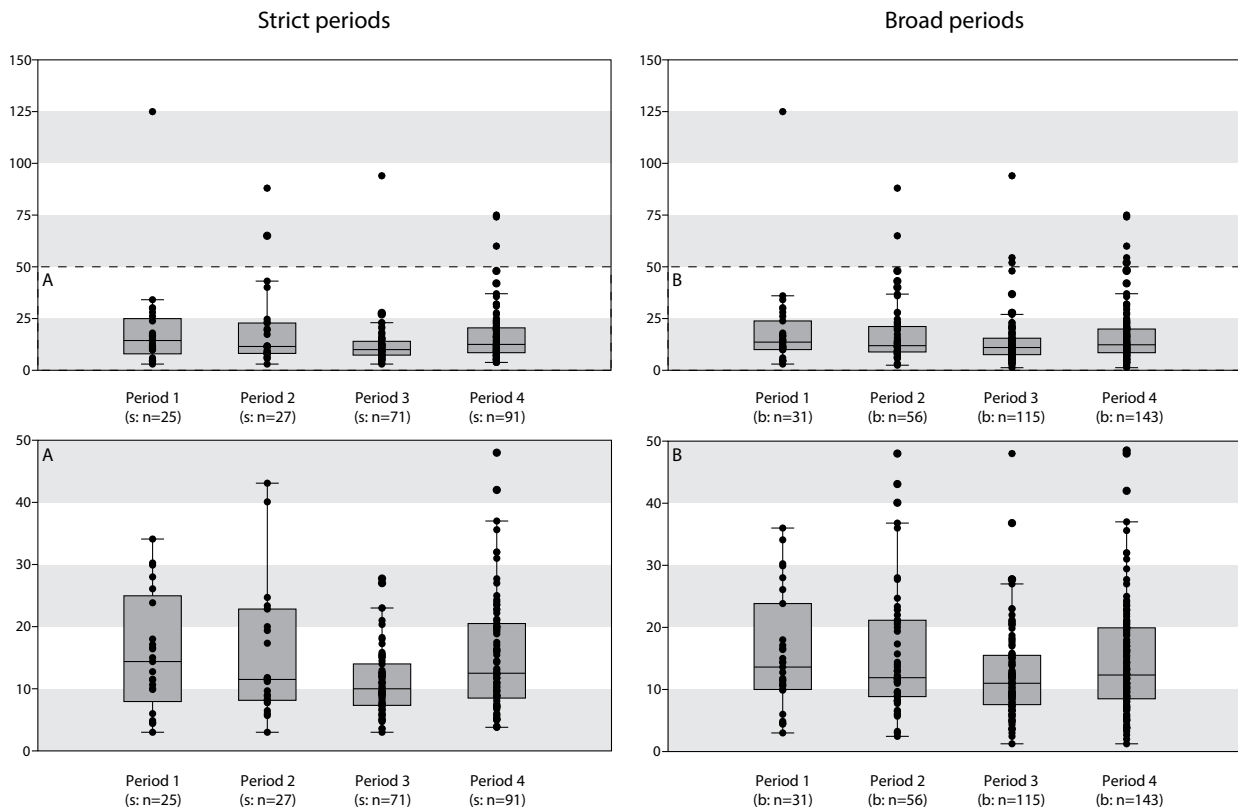 Strict periods
Broad periods
150
125
100
75
50
25
0
A
Period 1
(s: n=25)
Period 2
(s: n=27)
Period 3
(s: n=71)
Period 4
(s: n=91)
150
125
100
75
50
25
0
B
Period 1
(b: n=31)
Period 2
(b: n=56)
Period 3
(b: n=115)
Period 4
(b: n=143)
50
40
30
20
10
0
A
Period 1
(s: n=25)
Period 2
(s: n=27)
Period 3
(s: n=71)
Period 4
(s: n=91)
50
40
30
20
10
0
B
Period 1
(b: n=31)
Period 2
(b: n=56)
Period 3
(b: n=115)
Period 4
(b: n=143)